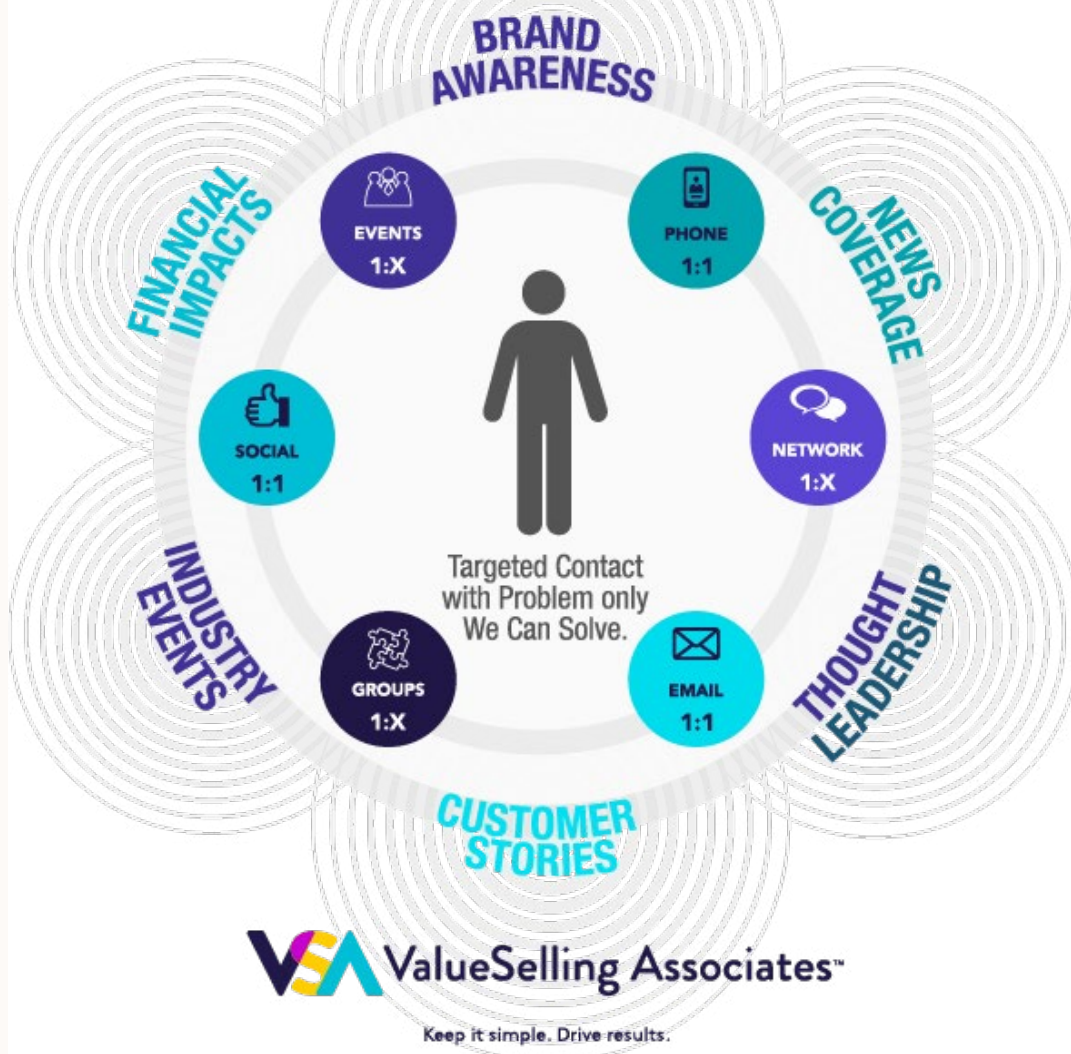 BRAND
AWARENESS
FINANCIAL
IMPACTS
NEWS
COVERAGE
EVENTS
1:X
PHONE
1:1
SOCIAL
1:1
NETWORK
1:X
Targeted Contact
with Problem only
We Can Solve.
INDUSTRY
EVENTS
THOUGHT
LEADERSHIP
GROUPS
1:X
EMAIL
1:1
CUSTOMER
STORIES
VSA ValueSelling Associates™
Keep it simple. Drive results.